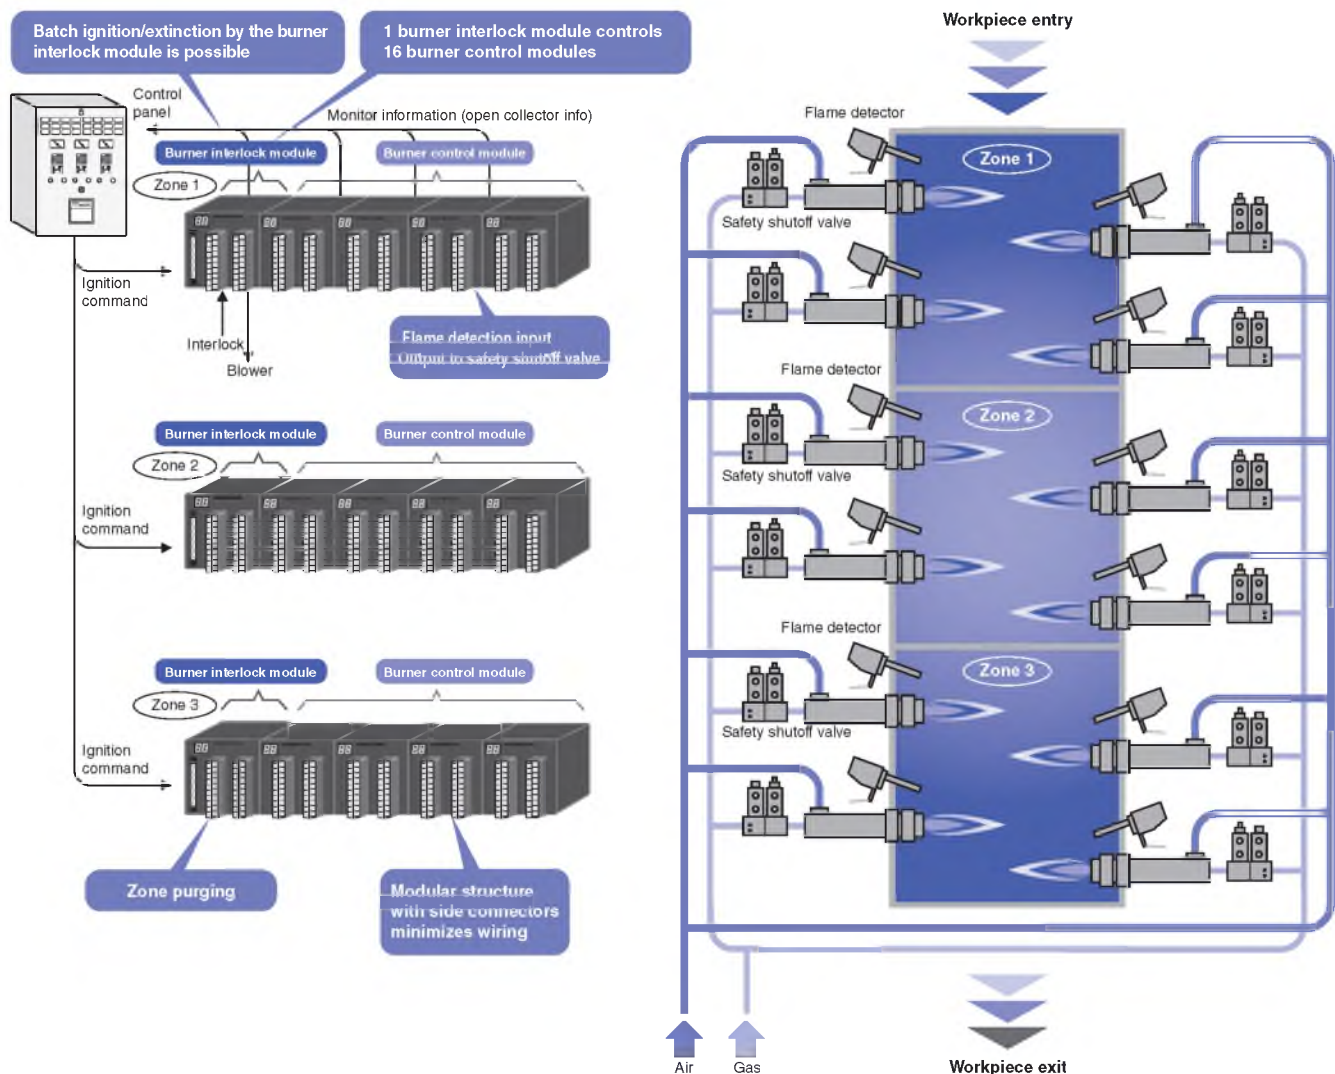 Batch ignition/extinction by the burner
interlock module is possible
1 burner interlock module controls
16 burner control modules
Control
panel
Monitor information (open collector info)
Burner interlock module
Burner control module
Zone 1
Ignition
command
Interlock
Blower
Flame detection input
Output to safety shutoff valve
Burner interlock module
Burner control module
Zone 2
Ignition
command
Burner interlock module
Burner control module
Zone 3
Ignition
command
Zone purging
Modular structure
with side connectors
minimizes wiring
Workpiece entry
Flame detector
Zone 1
Safety shutoff valve
Flame detector
Zone 2
Safety shutoff valve
Flame detector
Zone 3
Safety shutoff valve
Air
Gas
Workpiece exit